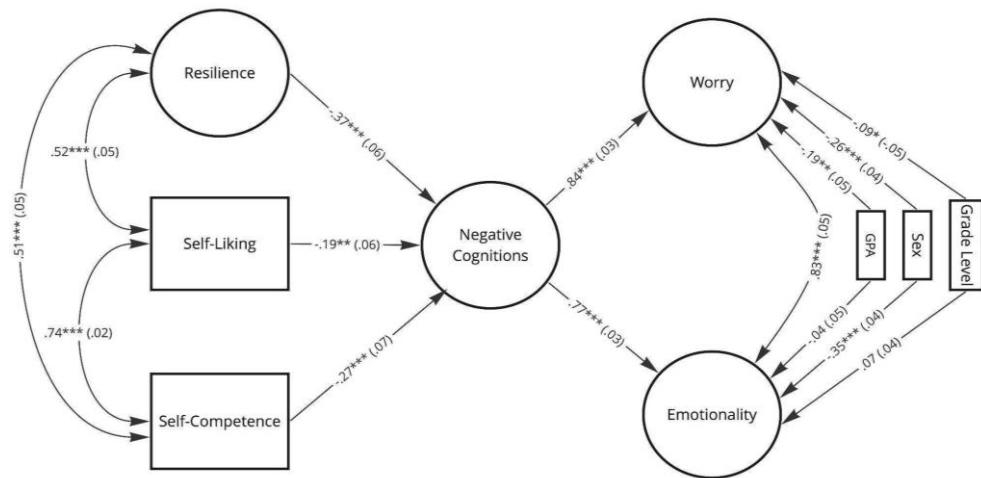 Resilience
Worry
-.09* (-.05)
-.37*** (.06)
-.26*** (.04)
.52*** (.05)
.84*** (.03)
-.19** (.05)
.51*** (.05)
Self-Liking
-.19** (.06)
Negative
Cognitions
.83*** (.05)
GPA
Sex
Grade Level
.74*** (.02)
-.27*** (.07)
.77*** (.03)
-.04 (.05)
-.35*** (.04)
.07 (.04)
Self-Competence
Emotionality